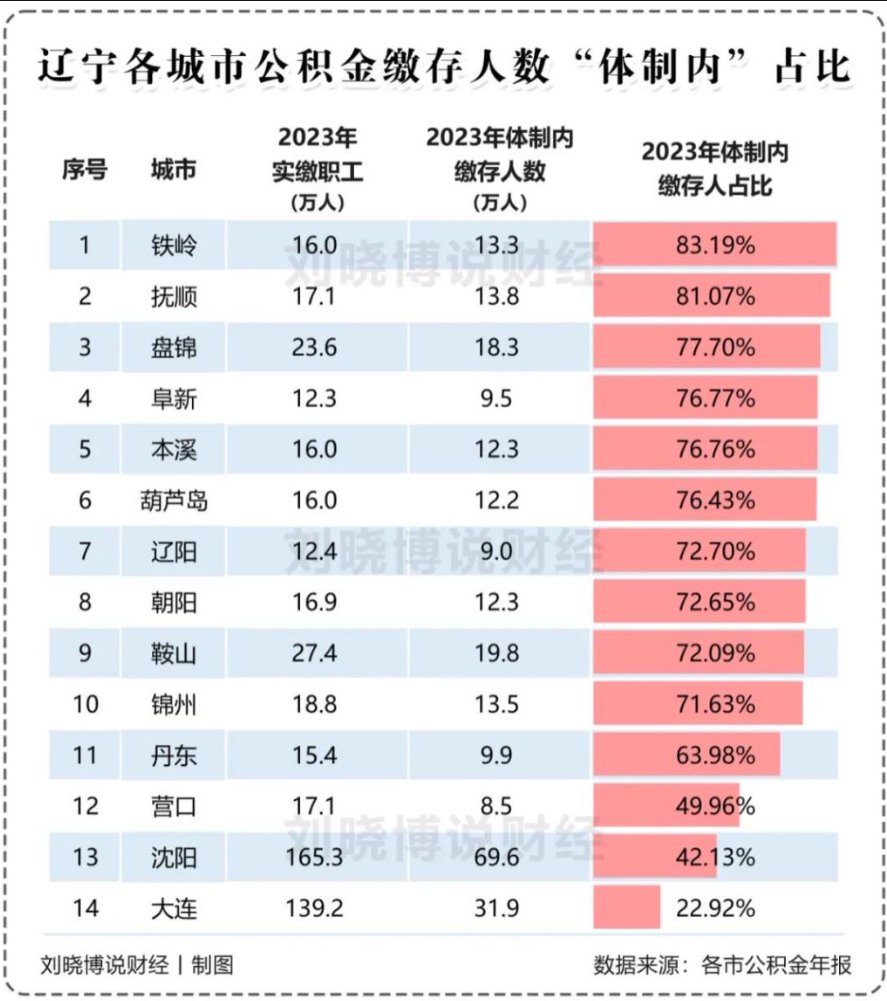 辽宁各城市公积金缴存人数“体制内”占比
序号 城市 2023年实缴职工(万人) 2023年体制内缴存人数(万人) 2023年体制内缴存人占比
1 铁岭 16.0 13.3 83.19%
2 抚顺 17.1 13.8 81.07%
3 盘锦 23.6 18.3 77.70%
4 阜新 12.3 9.5 76.77%
5 本溪 16.0 12.3 76.76%
6 葫芦岛 16.0 12.2 76.43%
7 辽阳 12.4 9.0 72.70%
8 朝阳 16.9 12.3 72.65%
9 鞍山 27.4 19.8 72.09%
10 锦州 18.8 13.5 71.63%
11 丹东 15.4 9.9 63.98%
12 营口 17.1 8.5 49.96%
13 沈阳 165.3 69.6 42.13%
14 大连 139.2 31.9 22.92%
刘晓博说财经
刘晓博说财经
刘晓博说财经
刘晓博说财经丨制图 数据来源：各市公积金年报